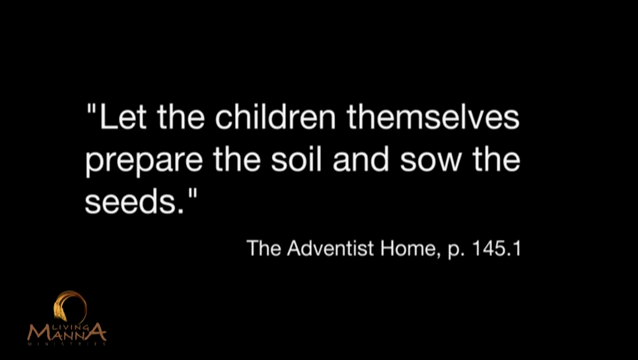 "Let the children themselves
prepare the soil and sow the
seeds."
The Adventist Home, p. 145.1
LIVING
MANNA
MINISTRIES